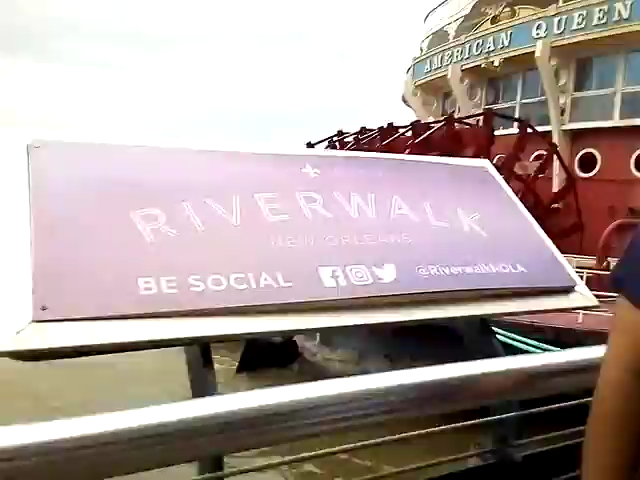 AMERICAN QUEEN
RIVERWALK
NEW ORLEANS
BE SOCIAL @RiverwalkNOLA